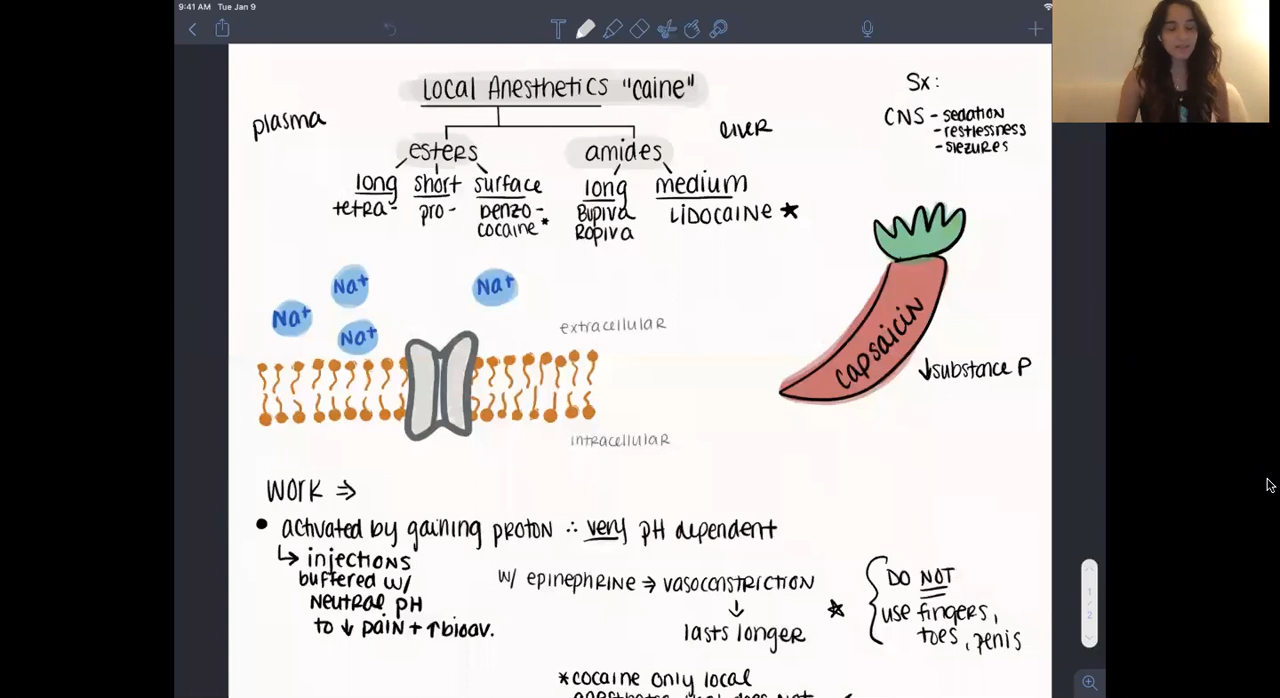 9:41 AM Tue Jan 9
Local Anesthetics "caine"
Sx:
CNS - sedation
- restlessness
- siezures
plasma
liver
esters
amides
long short surface
tetra- pro- benzo-
cocaine*
long medium
Bupiva Lidocaine ★
Ropiva
Na+
Na+
Na+
Na+
extracellular
capsaicin
↓substance P
intracellular
Work ⇒
• activated by gaining proton ∴ very pH dependent
↳ injections
buffered w/
neutral pH
to ↓ pain + ↑bioav.
w/ epinephrine → vasoconstriction
↓
lasts longer
★
DO NOT
use fingers,
toes, penis
1
/
2
*cocaine only local